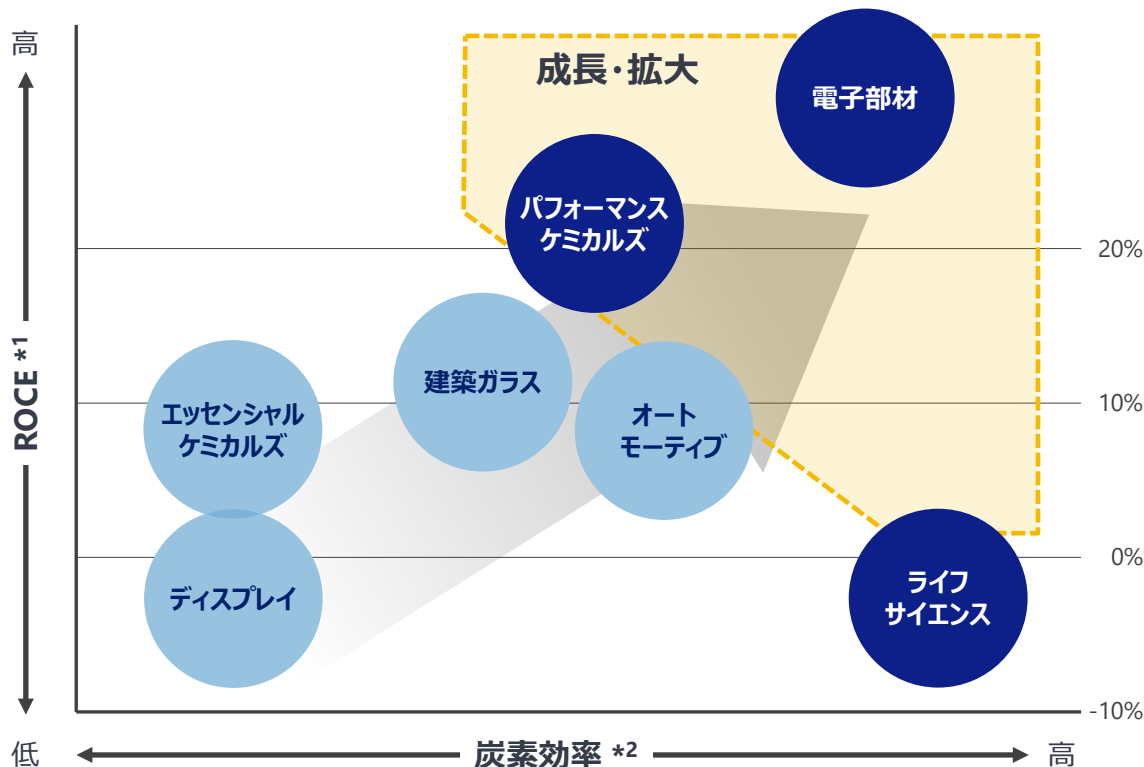 高
成長・拡大
電子部材
パフォーマンス
ケミカルズ
20%
ROCE *1
建築ガラス
エッセンシャル
ケミカルズ
オート
モーティブ
10%
0%
ディスプレイ
ライフ
サイエンス
-10%
低
炭素効率 *2
高